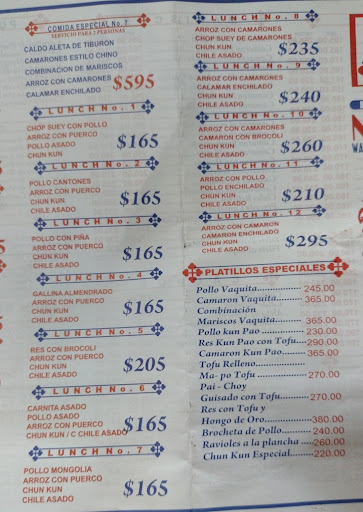 COMIDA ESPECIAL No. 7
SERVICIO PARA 2 PERSONAS
CALDO ALETA DE TIBURON
CAMARONES ESTILO CHINO
COMBINACION DE MARISCOS
ARROZ CON CAMARONES $595
CALAMAR ENCHILADO
LUNCH No. 1
CHOP SUEY CON POLLO
ARROZ CON PUERCO
POLLO ASADO $165
CHUN KUN
LUNCH No. 2
POLLO CANTONES
ARROZ CON PUERCO
CHUN KUN $165
CHILE ASADO
LUNCH No. 3
POLLO CON PIÑA
ARROZ CON PUERCO
CHUN KUN $165
CHILE ASADO
LUNCH No. 4
GALLINA ALMENDRADO
ARROZ CON PUERCO
CHUN KUN $165
CHILE ASADO
LUNCH No. 5
RES CON BROCOLI
ARROZ CON PUERCO
CHUN KUN $205
CHILE ASADO
LUNCH No. 6
CARNITA ASADO
POLLO ASADO
ARROZ CON PUERCO $165
CHUN KUN / C CHILE ASADO
LUNCH No. 7
POLLO MONGOLIA
ARROZ CON PUERCO
CHUN KUN $165
CHILE ASADO
LUNCH No. 8
ARROZ CON CAMARONES
CHOP SUEY DE CAMARONES
CHUN KUN $235
CHILE ASADO
LUNCH No. 9
ARROZ CON CAMARONES
CALAMAR ENCHILADO
CHUN KUN $240
CHILE ASADO
LUNCH No. 10
ARROZ CON CAMARONES
CAMARON CON BROCOLI
CHUN KUN $260
CHILE ASADO
LUNCH No. 11
ARROZ CON POLLO
POLLO ENCHILADO
CHUN KUN $210
CHILE ASADO
LUNCH No. 12
ARROZ CON CAMARON
CAMARON ENCHILADO
CHUN KUN $295
CHILE ASADO
PLATILLOS ESPECIALES
Pollo Vaquita.................. 245.00
Camaron Vaquita......... 365.00
Combinación
Mariscos Vaquita......... 365.00
Pollo kun Pao .............. 230.00
Res Kun Pao con Tofu....290.00
Camaron Kun Pao........365.00
Tofu Relleno....................
Ma- po Tofu .................270.00
Pai - Choy
Guisado con Tofu..........270.00
Res con Tofu y
Hongo de Oro................380.00
Brocheta de Pollo..........240.00
Ravioles a la plancha .....260.00
Chun Kun Especial........220.00